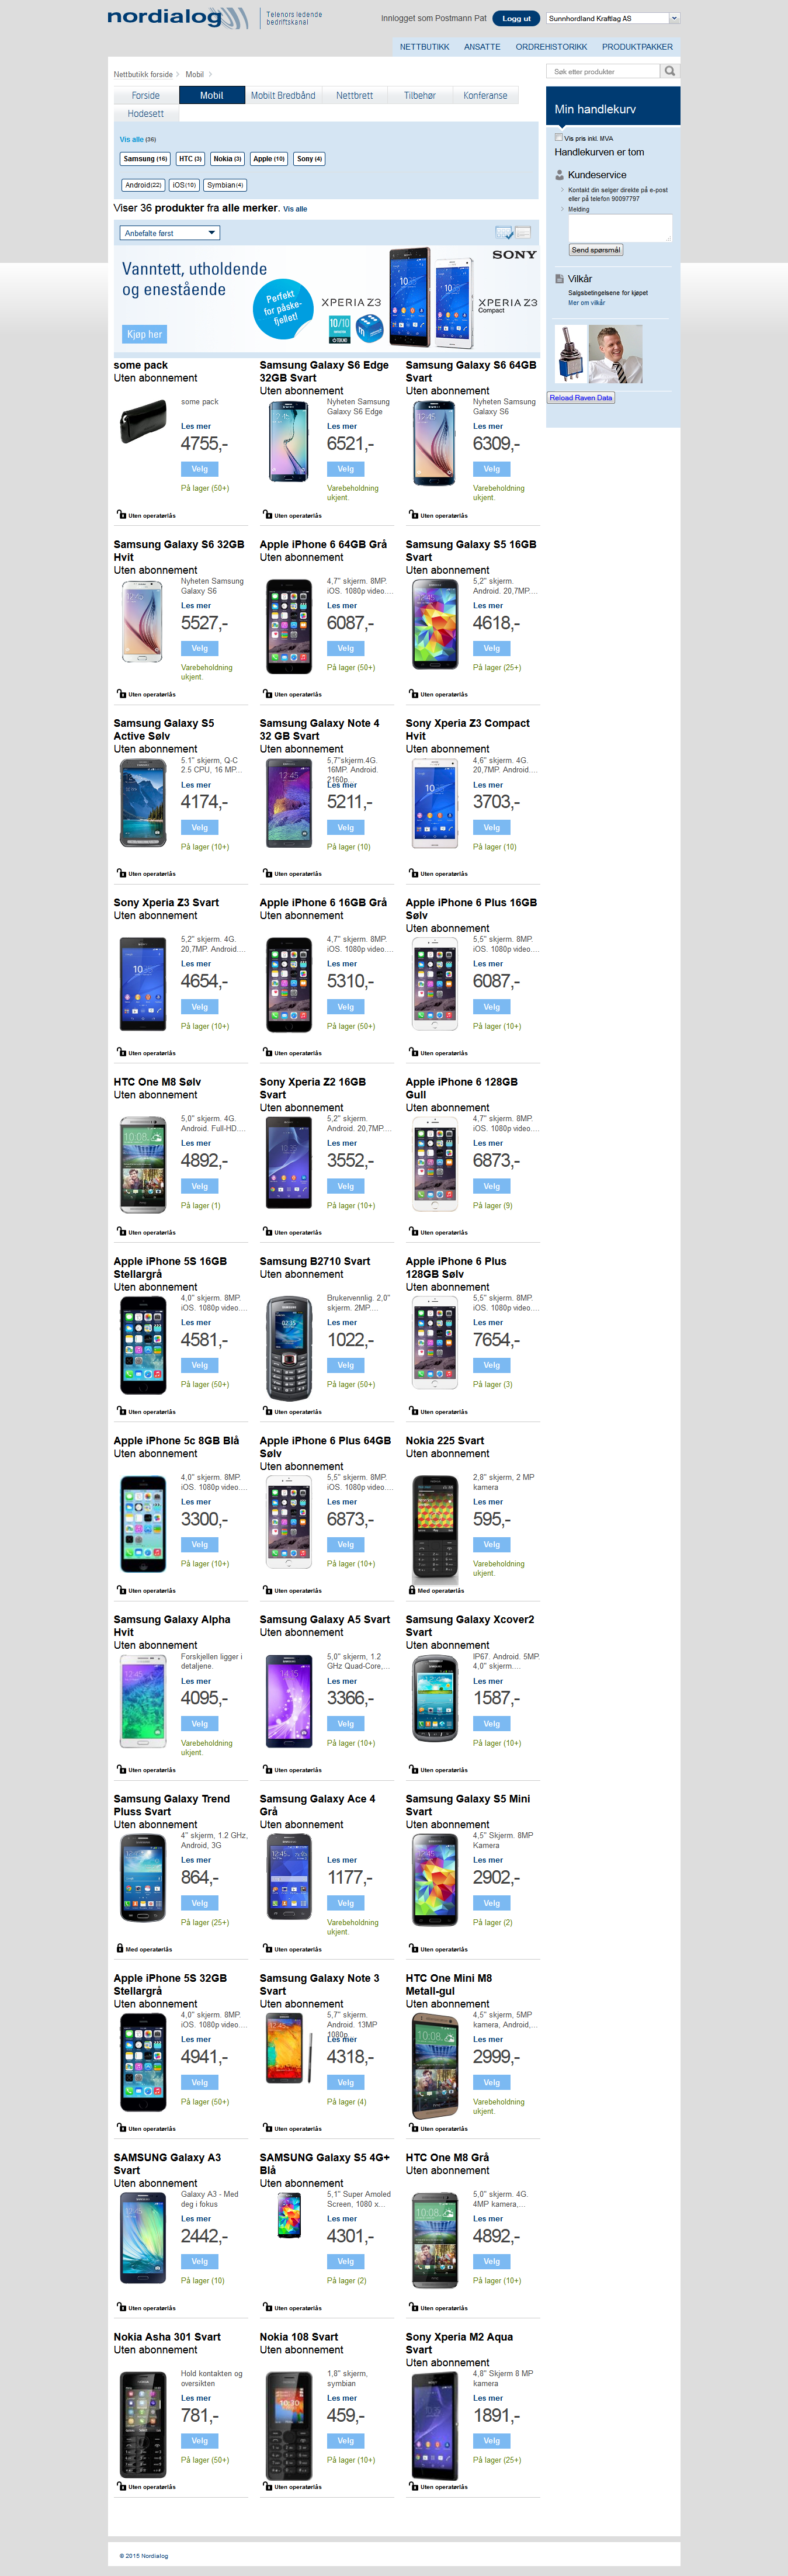 nordialog
Telenors ledende
bedriftskanal
Innlogget som Postmann Pat
Logg ut
Sunnhordland Kraftlag AS
NETTBUTIKK ANSATTE ORDREHISTORIKK PRODUKTPAKKER
Nettbutikk forside Mobil
Søk etter produkter
Forside Mobil Mobilt Bredbånd Nettbrett Tilbehør Konferanse
Hodesett
Vis alle (36)
Samsung (16) HTC (3) Nokia (3) Apple (10) Sony (4)
Android(22) iOS(10) Symbian(4)
Viser 36 produkter fra alle merker. Vis alle
Anbefalte først
Min handlekurv
Vis pris inkl. MVA
Handlekurven er tom
Kundeservice
Kontakt din selger direkte på e-post
eller på telefon 90097797
Melding
Send spørsmål
Vilkår
Salgsbetingelsene for kjøpet
Mer om vilkår
Reload Raven Data
Vanntett, utholdende
og enestående
Kjøp her
Perfekt
for påske-
fjellet!
XPERIA Z3
10/10
SONY
XPERIA Z3
Compact
some pack
Uten abonnement
some pack
Les mer
4755,-
Velg
På lager (50+)
Uten operatørlås
Samsung Galaxy S6 Edge
32GB Svart
Uten abonnement
Nyheten Samsung
Galaxy S6 Edge
Les mer
6521,-
Velg
Varebeholdning
ukjent.
Uten operatørlås
Samsung Galaxy S6 64GB
Svart
Uten abonnement
Nyheten Samsung
Galaxy S6
Les mer
6309,-
Velg
Varebeholdning
ukjent.
Uten operatørlås
Samsung Galaxy S6 32GB
Hvit
Uten abonnement
Nyheten Samsung
Galaxy S6
Les mer
5527,-
Velg
Varebeholdning
ukjent.
Uten operatørlås
Apple iPhone 6 64GB Grå
Uten abonnement
4,7" skjerm. 8MP.
iOS. 1080p video....
Les mer
6087,-
Velg
På lager (50+)
Uten operatørlås
Samsung Galaxy S5 16GB
Svart
Uten abonnement
5,2" skjerm.
Android. 20,7MP....
Les mer
4618,-
Velg
På lager (25+)
Uten operatørlås
Samsung Galaxy S5
Active Sølv
Uten abonnement
5.1" skjerm, Q-C
2.5 CPU, 16 MP...
Les mer
4174,-
Velg
På lager (10+)
Uten operatørlås
Samsung Galaxy Note 4
32 GB Svart
Uten abonnement
5,7"skjerm.4G.
16MP. Android.
2160p...
Les mer
5211,-
Velg
På lager (10)
Uten operatørlås
Sony Xperia Z3 Compact
Hvit
Uten abonnement
4,6" skjerm. 4G.
20,7MP. Android....
Les mer
3703,-
Velg
På lager (10)
Uten operatørlås
Sony Xperia Z3 Svart
Uten abonnement
5,2" skjerm. 4G.
20,7MP. Android....
Les mer
4654,-
Velg
På lager (10+)
Uten operatørlås
Apple iPhone 6 16GB Grå
Uten abonnement
4,7" skjerm. 8MP.
iOS. 1080p video....
Les mer
5310,-
Velg
På lager (50+)
Uten operatørlås
Apple iPhone 6 Plus 16GB
Sølv
Uten abonnement
5,5" skjerm. 8MP.
iOS. 1080p video....
Les mer
6087,-
Velg
På lager (10+)
Uten operatørlås
HTC One M8 Sølv
Uten abonnement
5,0" skjerm. 4G.
Android. Full-HD....
Les mer
4892,-
Velg
På lager (1)
Uten operatørlås
Sony Xperia Z2 16GB
Svart
Uten abonnement
5,2" skjerm.
Android. 20,7MP....
Les mer
3552,-
Velg
På lager (10+)
Uten operatørlås
Apple iPhone 6 128GB
Gull
Uten abonnement
4,7" skjerm. 8MP.
iOS. 1080p video....
Les mer
6873,-
Velg
På lager (9)
Uten operatørlås
Apple iPhone 5S 16GB
Stellargrå
Uten abonnement
4,0" skjerm. 8MP.
iOS. 1080p video....
Les mer
4581,-
Velg
På lager (50+)
Uten operatørlås
Samsung B2710 Svart
Uten abonnement
Brukervennlig. 2,0"
skjerm. 2MP....
Les mer
1022,-
Velg
På lager (50+)
Uten operatørlås
Apple iPhone 6 Plus
128GB Sølv
Uten abonnement
5,5" skjerm. 8MP.
iOS. 1080p video....
Les mer
7654,-
Velg
På lager (3)
Uten operatørlås
Apple iPhone 5c 8GB Blå
Uten abonnement
4,0" skjerm. 8MP.
iOS. 1080p video....
Les mer
3300,-
Velg
På lager (10+)
Uten operatørlås
Apple iPhone 6 Plus 64GB
Sølv
Uten abonnement
5,5" skjerm. 8MP.
iOS. 1080p video....
Les mer
6873,-
Velg
På lager (10+)
Uten operatørlås
Nokia 225 Svart
Uten abonnement
2,8" skjerm, 2 MP
kamera
Les mer
595,-
Velg
Varebeholdning
ukjent.
Med operatørlås
Samsung Galaxy Alpha
Hvit
Uten abonnement
Forskjellen ligger i
detaljene.
Les mer
4095,-
Velg
Varebeholdning
ukjent.
Uten operatørlås
Samsung Galaxy A5 Svart
Uten abonnement
5,0" skjerm, 1.2
GHz Quad-Core,...
Les mer
3366,-
Velg
På lager (10+)
Uten operatørlås
Samsung Galaxy Xcover2
Svart
Uten abonnement
IP67. Android. 5MP.
4,0" skjerm....
Les mer
1587,-
Velg
På lager (10+)
Uten operatørlås
Samsung Galaxy Trend
Pluss Svart
Uten abonnement
4" skjerm, 1.2 GHz,
Android, 3G
Les mer
864,-
Velg
På lager (25+)
Med operatørlås
Samsung Galaxy Ace 4
Grå
Uten abonnement
Les mer
1177,-
Velg
Varebeholdning
ukjent.
Uten operatørlås
Samsung Galaxy S5 Mini
Svart
Uten abonnement
4,5" Skjerm. 8MP
Kamera
Les mer
2902,-
Velg
På lager (2)
Uten operatørlås
Apple iPhone 5S 32GB
Stellargrå
Uten abonnement
4,0" skjerm. 8MP.
iOS. 1080p video....
Les mer
4941,-
Velg
På lager (50+)
Uten operatørlås
Samsung Galaxy Note 3
Svart
Uten abonnement
5,7" skjerm.
Android. 13MP
1080p...
Les mer
4318,-
Velg
På lager (4)
Uten operatørlås
HTC One Mini M8
Metall-gul
Uten abonnement
4,5" skjerm, 5MP
kamera, Android,...
Les mer
2999,-
Velg
Varebeholdning
ukjent.
Uten operatørlås
SAMSUNG Galaxy A3
Svart
Uten abonnement
Galaxy A3 - Med
deg i fokus
Les mer
2442,-
Velg
På lager (10)
Uten operatørlås
SAMSUNG Galaxy S5 4G+
Blå
Uten abonnement
5,1" Super Amoled
Screen, 1080 x...
Les mer
4301,-
Velg
På lager (2)
Uten operatørlås
HTC One M8 Grå
Uten abonnement
5,0" skjerm. 4G.
4MP kamera,...
Les mer
4892,-
Velg
På lager (10+)
Uten operatørlås
Nokia Asha 301 Svart
Uten abonnement
Hold kontakten og
oversikten
Les mer
781,-
Velg
På lager (50+)
Uten operatørlås
Nokia 108 Svart
Uten abonnement
1,8" skjerm,
symbian
Les mer
459,-
Velg
På lager (10+)
Uten operatørlås
Sony Xperia M2 Aqua
Svart
Uten abonnement
4,8" Skjerm 8 MP
kamera
Les mer
1891,-
Velg
På lager (25+)
Uten operatørlås
© 2015 Nordialog